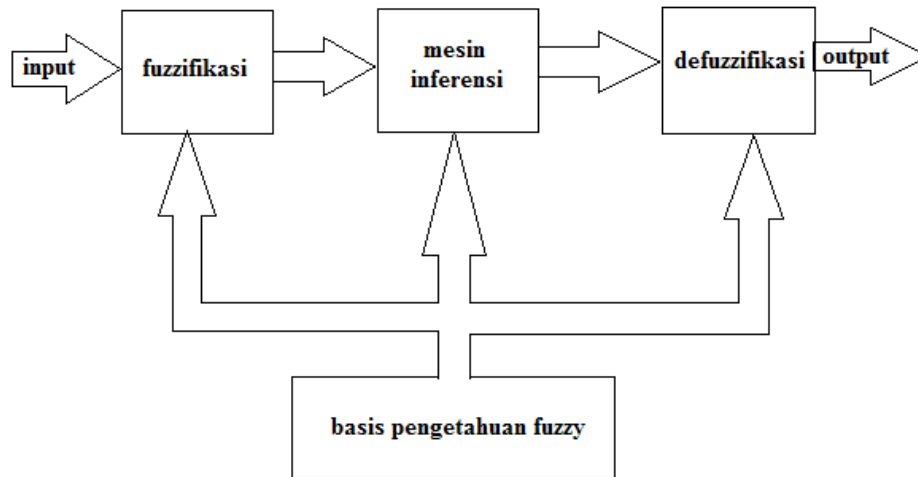 input
fuzzifikasi
mesin
inferensi
defuzzifikasi
output
basis pengetahuan fuzzy